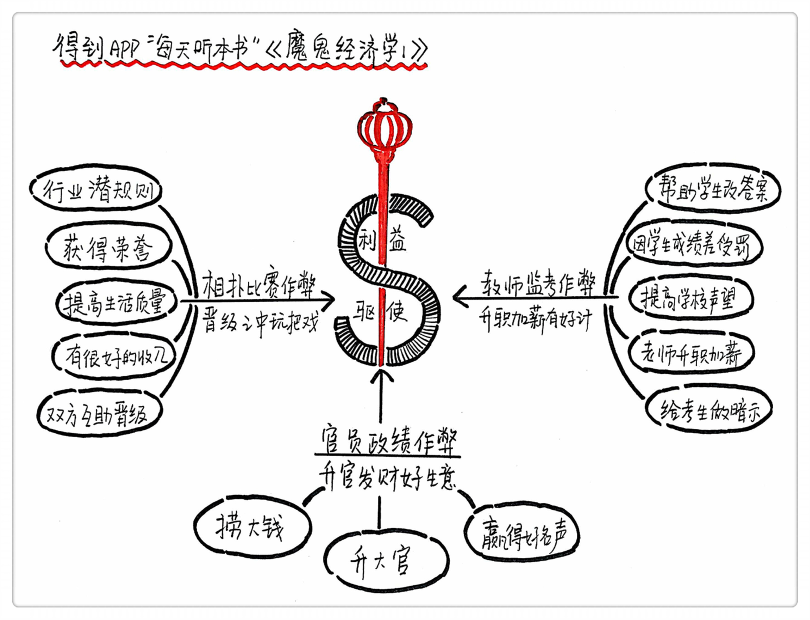 得到APP“每天听本书”《魔鬼经济学1》
行业潜规则
获得荣誉
提高生活质量
有很好的收入
双方互助晋级
相扑比赛作弊
晋级之中玩把戏
利益
驱使
教师监考作弊
升职加薪有好计
帮助学生改答案
因学生成绩差受罚
提高学校声望
老师升职加薪
给考生做暗示
官员政绩作弊
升官发财好生意
捞大钱
升大官
赢得好名声